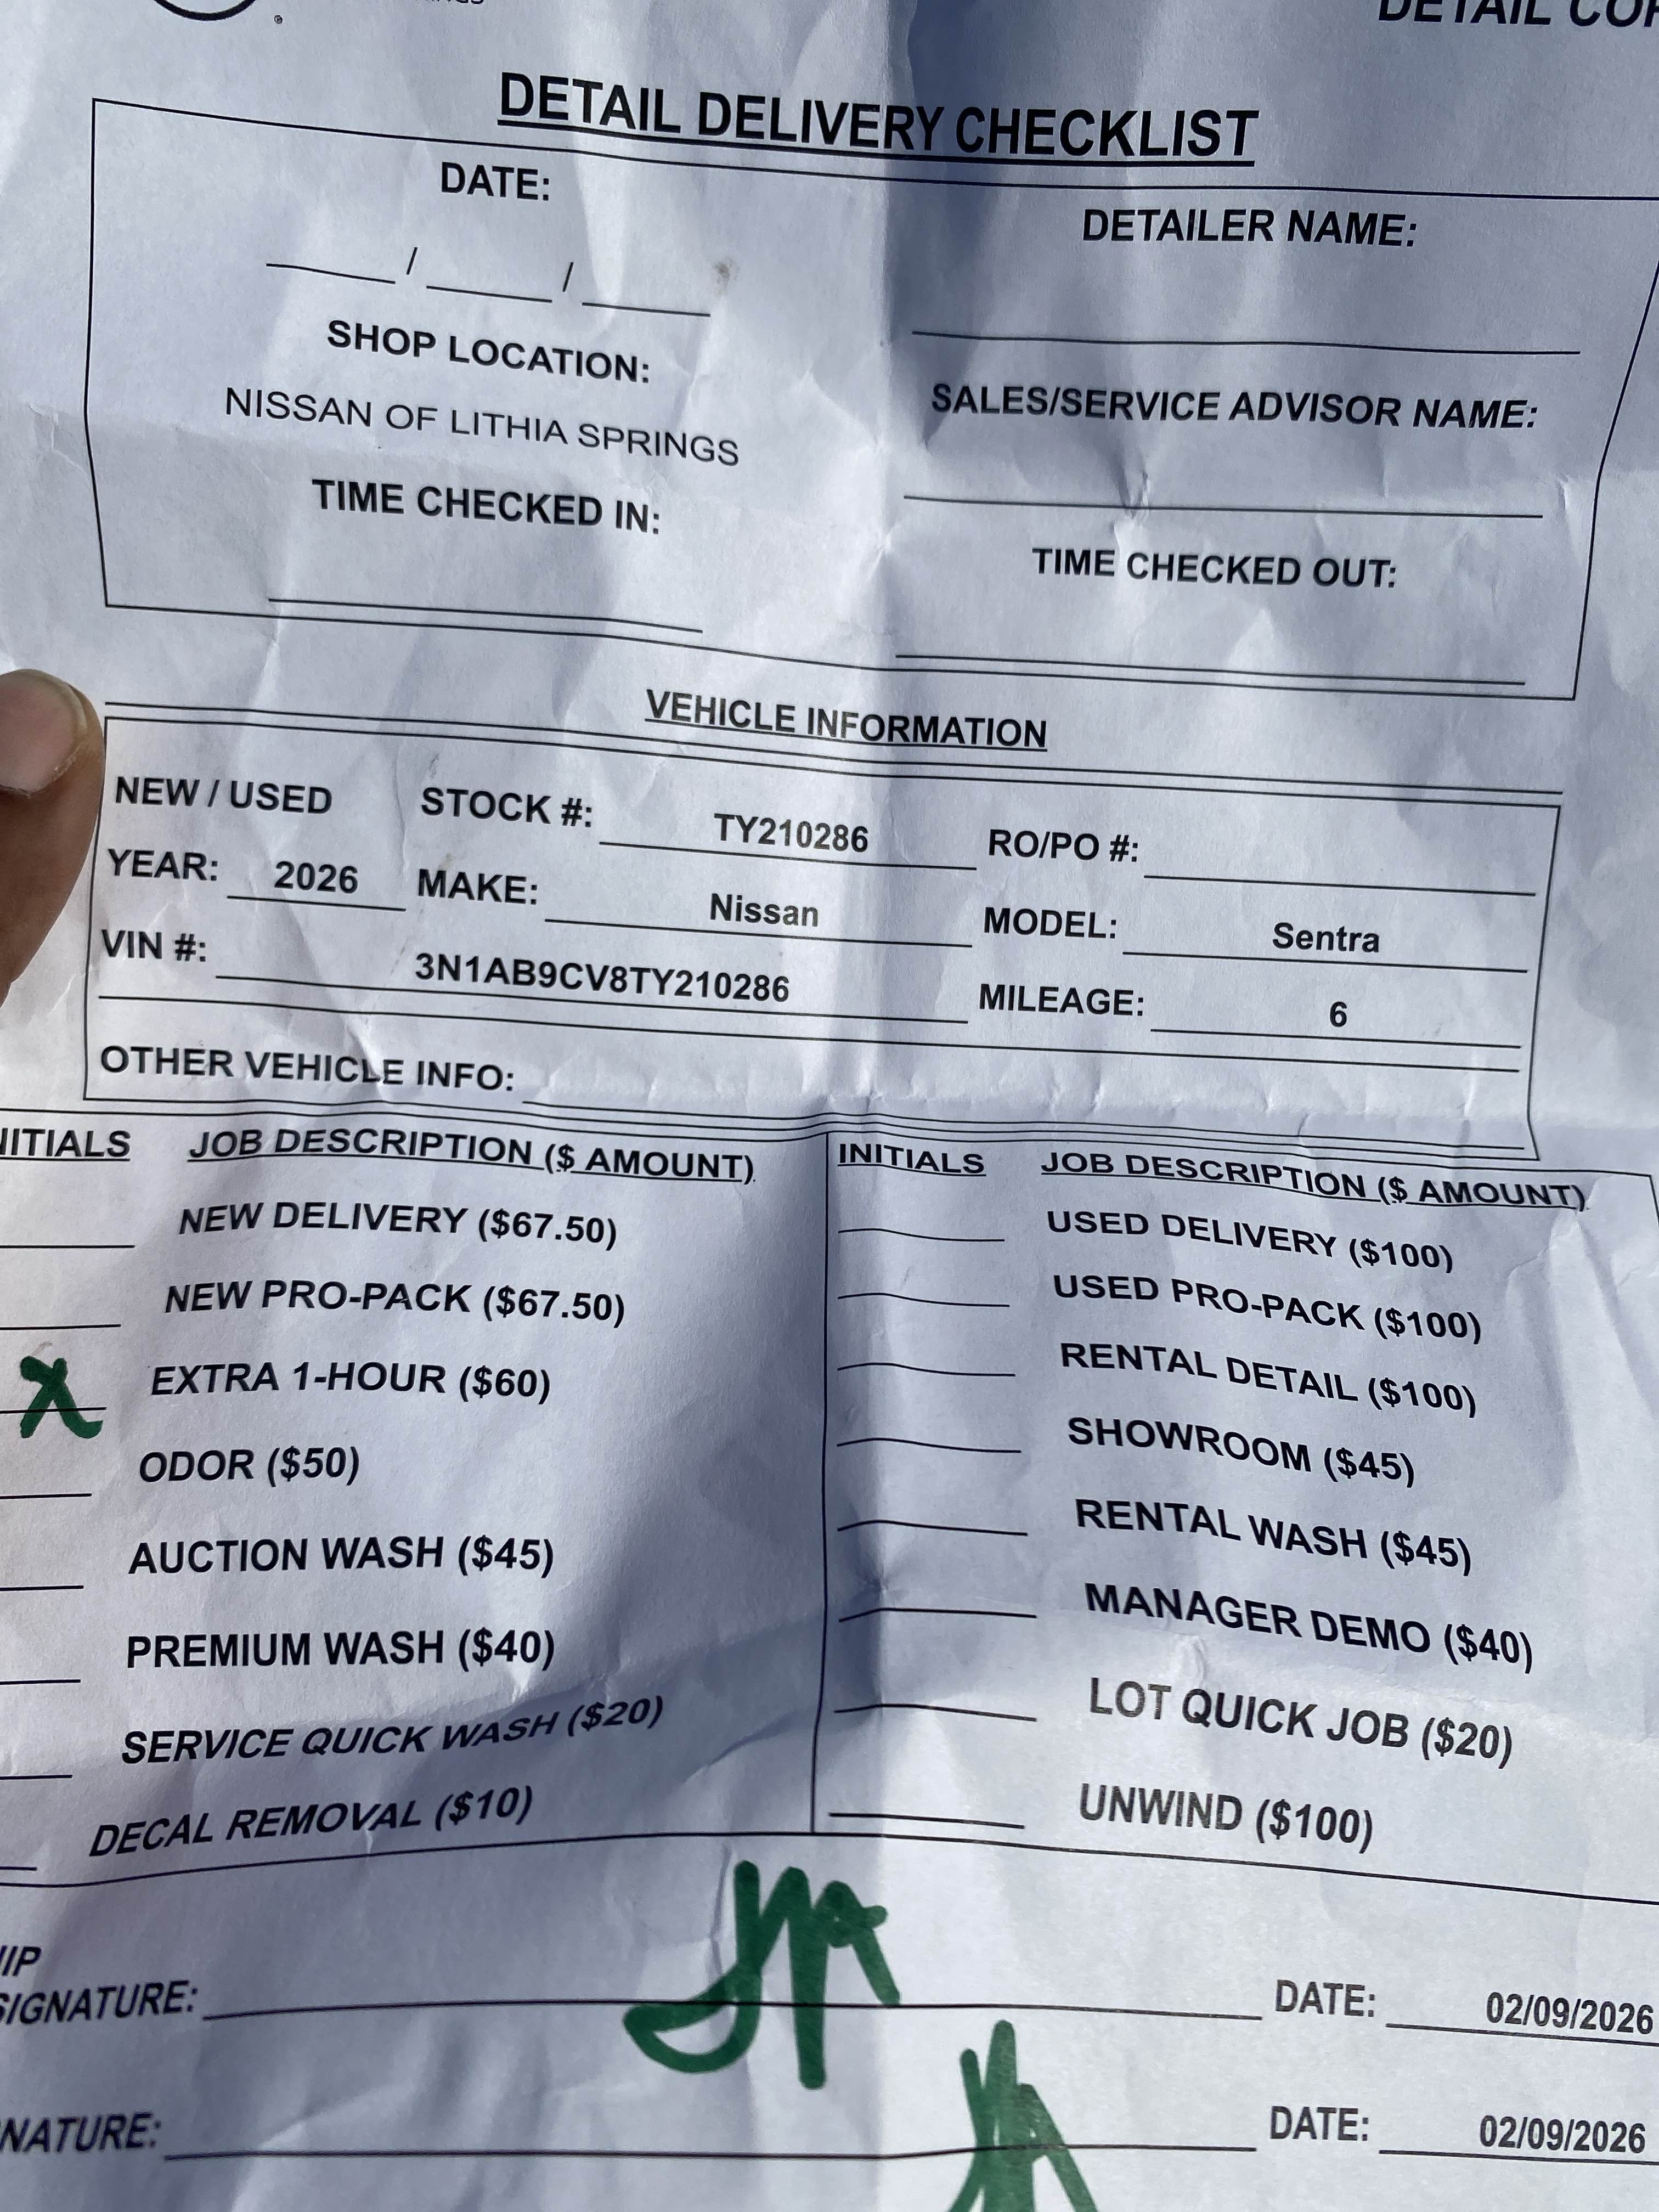 DETAIL DELIVERY CHECKLIST
DATE:
DETAILER NAME:
/ /
SHOP LOCATION:
NISSAN OF LITHIA SPRINGS
SALES/SERVICE ADVISOR NAME:
TIME CHECKED IN:
TIME CHECKED OUT:
VEHICLE INFORMATION
NEW / USED STOCK #: TY210286 RO/PO #:
YEAR: 2026 MAKE: Nissan MODEL: Sentra
VIN #: 3N1AB9CV8TY210286 MILEAGE: 6
OTHER VEHICLE INFO:
NITIALS JOB DESCRIPTION ($ AMOUNT)
NEW DELIVERY ($67.50)
NEW PRO-PACK ($67.50)
X EXTRA 1-HOUR ($60)
ODOR ($50)
AUCTION WASH ($45)
PREMIUM WASH ($40)
SERVICE QUICK WASH ($20)
DECAL REMOVAL ($10)
INITIALS JOB DESCRIPTION ($ AMOUNT)
USED DELIVERY ($100)
USED PRO-PACK ($100)
RENTAL DETAIL ($100)
SHOWROOM ($45)
RENTAL WASH ($45)
MANAGER DEMO ($40)
LOT QUICK JOB ($20)
UNWIND ($100)
HIP
SIGNATURE: DATE: 02/09/2026
NATURE: DATE: 02/09/2026